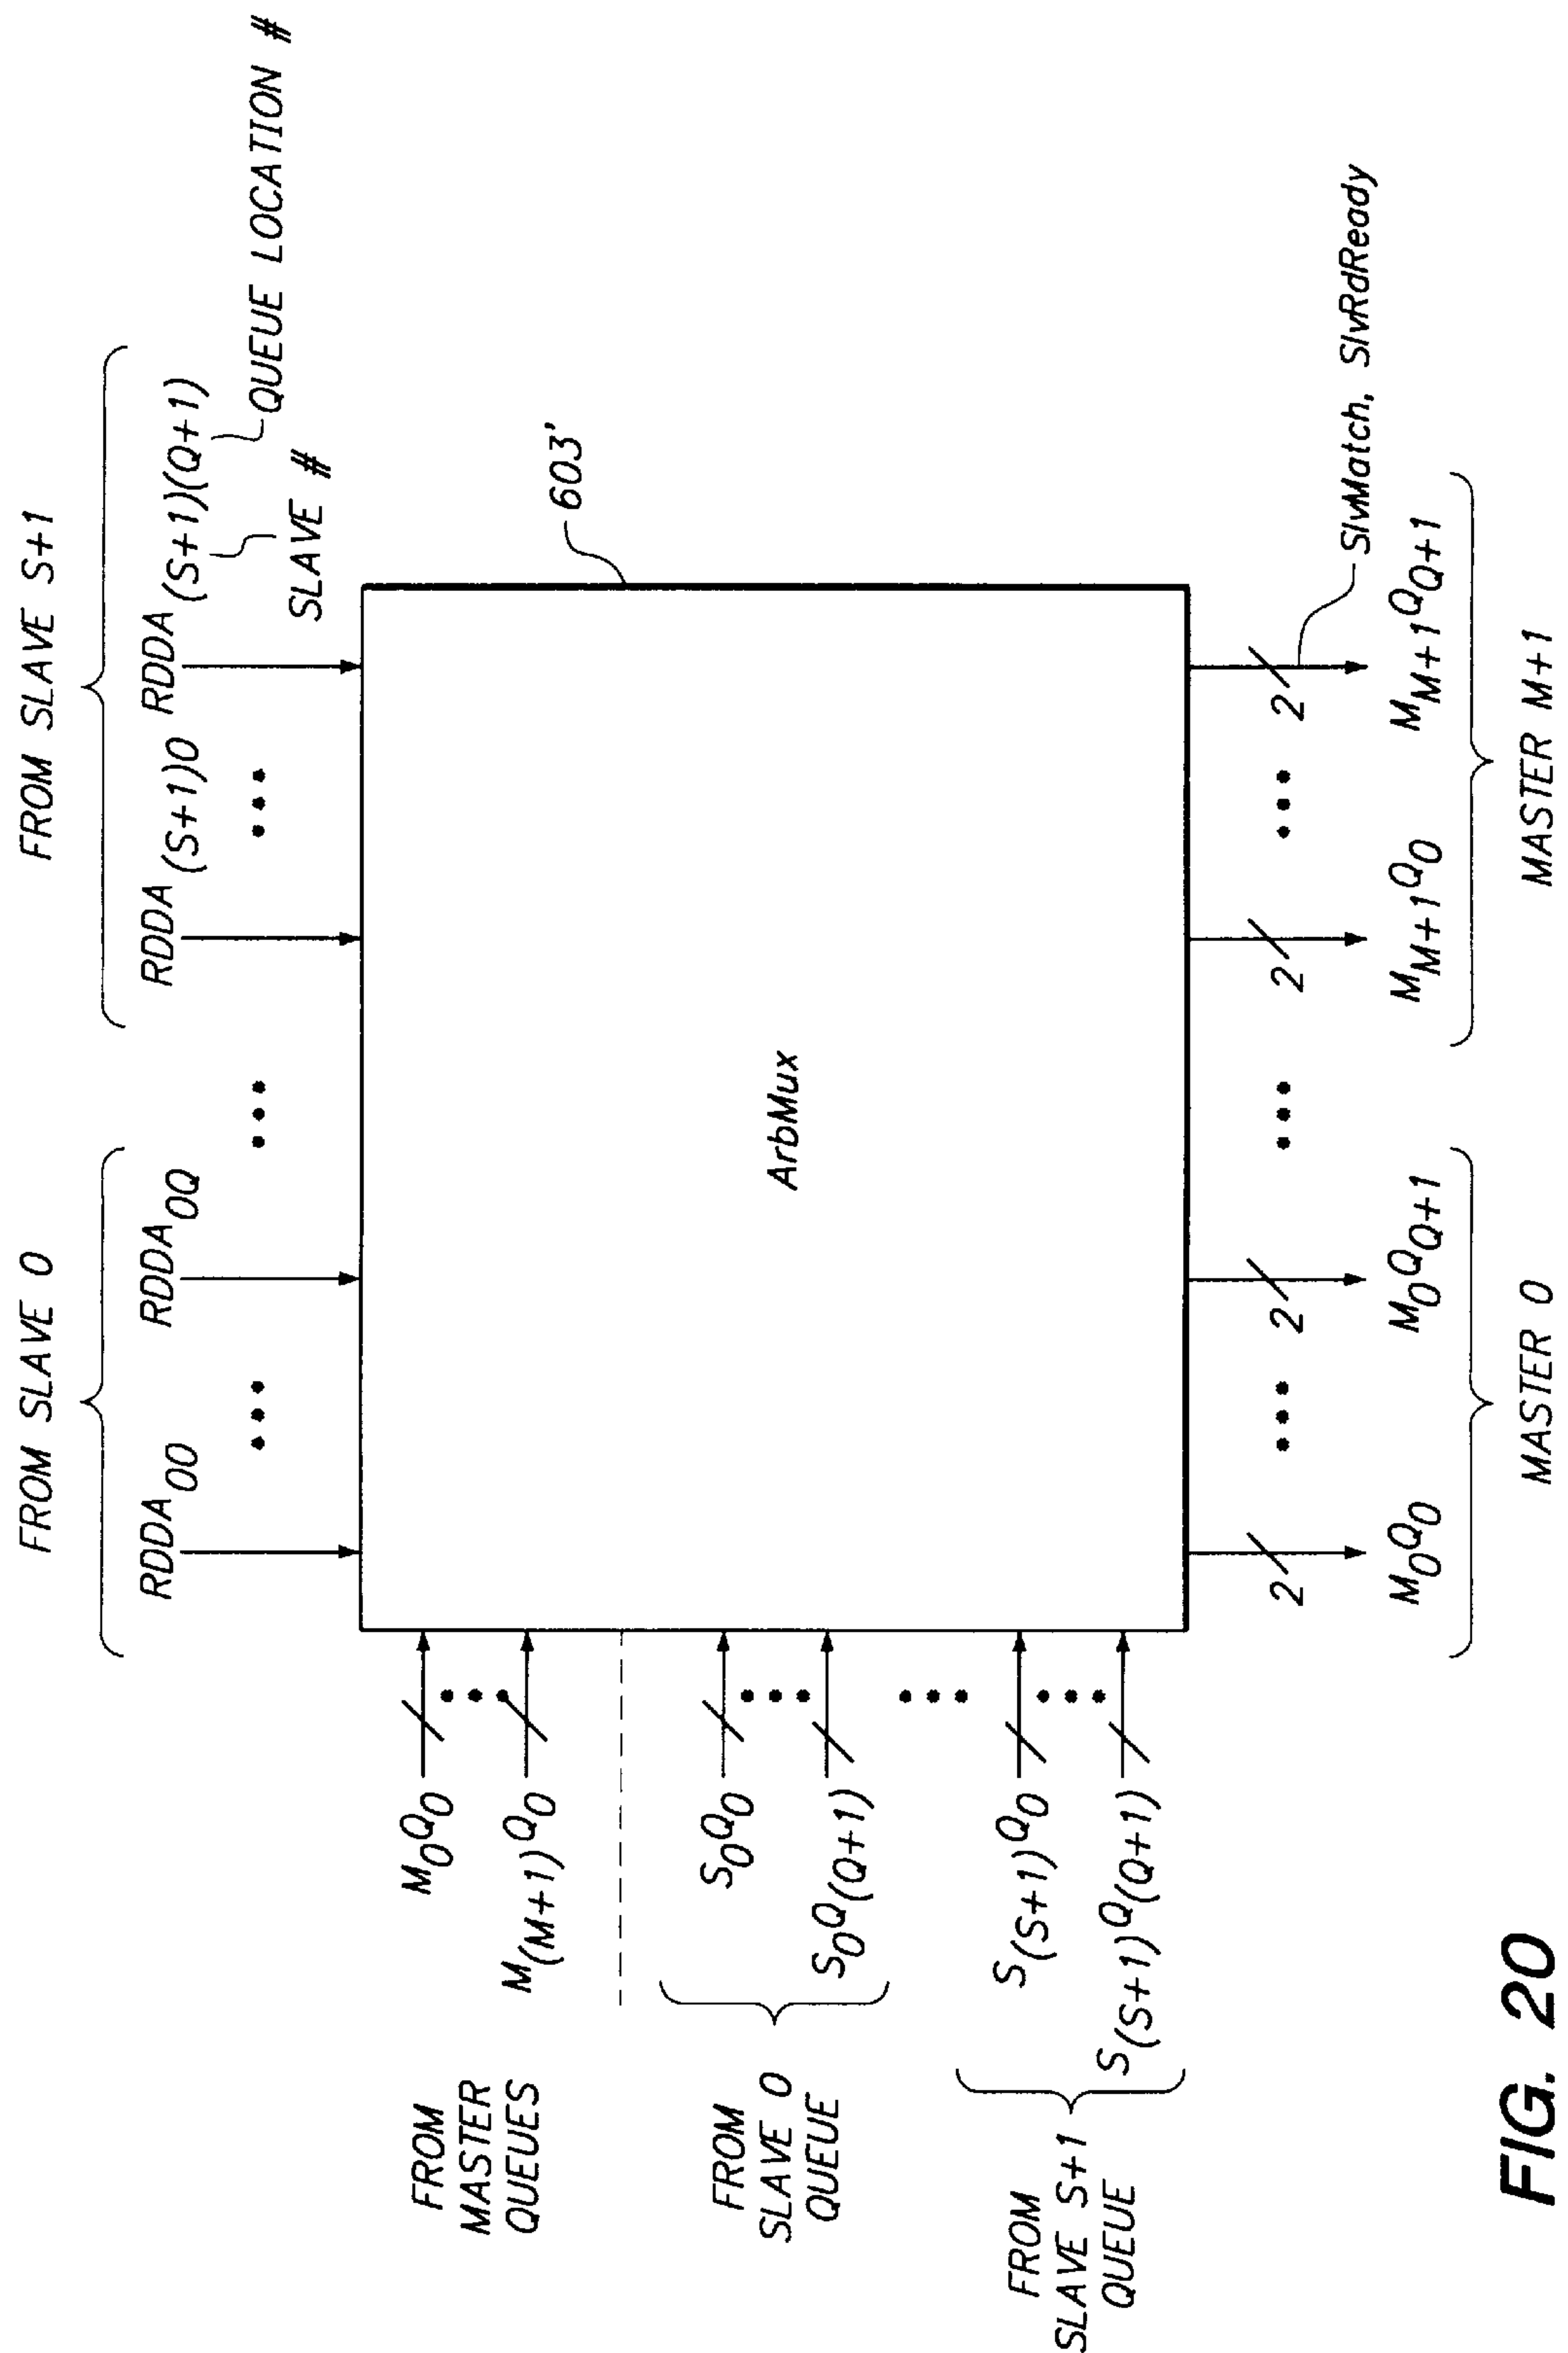 FROM SLAVE 0
FROM SLAVE S+1
RDDA00
RDDA0Q
RDDA(S+1)0
RDDA(S+1)(Q+1)
SLAVE #
QUEUE LOCATION #
603'
ArbMux
FROM
MASTER
QUEUES
M0Q0
M(M+1)Q0
FROM
SLAVE 0
QUEUE
S0Q0
S0Q(Q+1)
FROM
SLAVE S+1
QUEUE
S(S+1)Q0
S(S+1)Q(Q+1)
2
2
2
2
SlvMatch, SlvRdReady
M0Q0
M0QQ+1
MM+1Q0
MM+1QQ+1
MASTER 0
MASTER M+1
FIG. 20